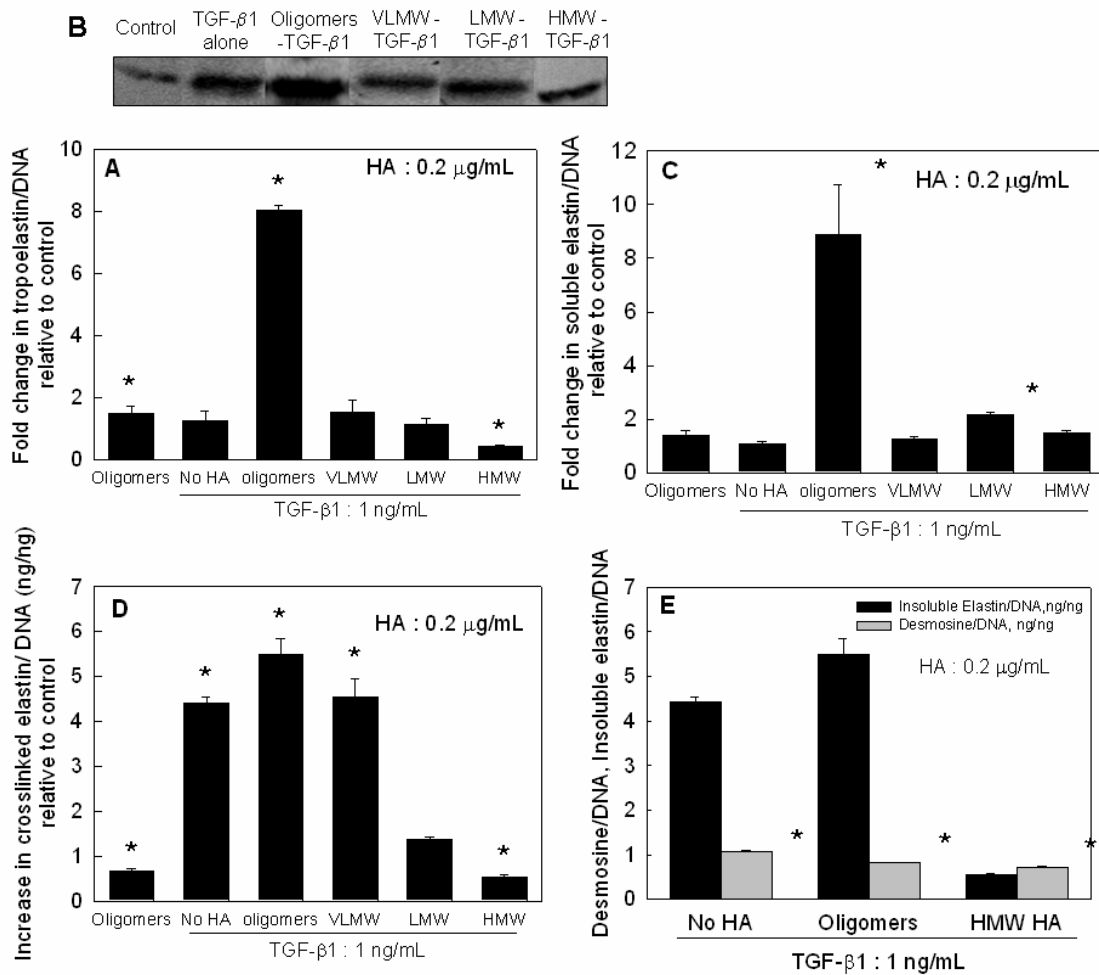 B
Control
TGF-β1 alone
Oligomers -TGF-β1
VLMW - TGF-β1
LMW - TGF-β1
HMW - TGF-β1
A
HA : 0.2 μg/mL
Fold change in tropoelastin/DNA
relative to control
10
8
6
4
2
0
*
*
*
Oligomers
No HA
oligomers
VLMW
LMW
HMW
TGF-β1 : 1 ng/mL
C
HA : 0.2 μg/mL
Fold change in soluble elastin/DNA
relative to control
12
10
8
6
4
2
0
*
*
Oligomers
No HA
oligomers
VLMW
LMW
HMW
TGF-β1 : 1 ng/mL
D
HA : 0.2 μg/mL
Increase in crosslinked elastin/ DNA (ng/ng)
relative to control
7
6
5
4
3
2
1
0
*
*
*
*
*
Oligomers
No HA
oligomers
VLMW
LMW
HMW
TGF-β1 : 1 ng/mL
E
Insoluble Elastin/DNA,ng/ng
Desmosine/DNA, ng/ng
HA : 0.2 μg/mL
Desmosine/DNA, Insoluble elastin/DNA
7
6
5
4
3
2
1
0
*
*
*
No HA
Oligomers
HMW HA
TGF-β1 : 1 ng/mL